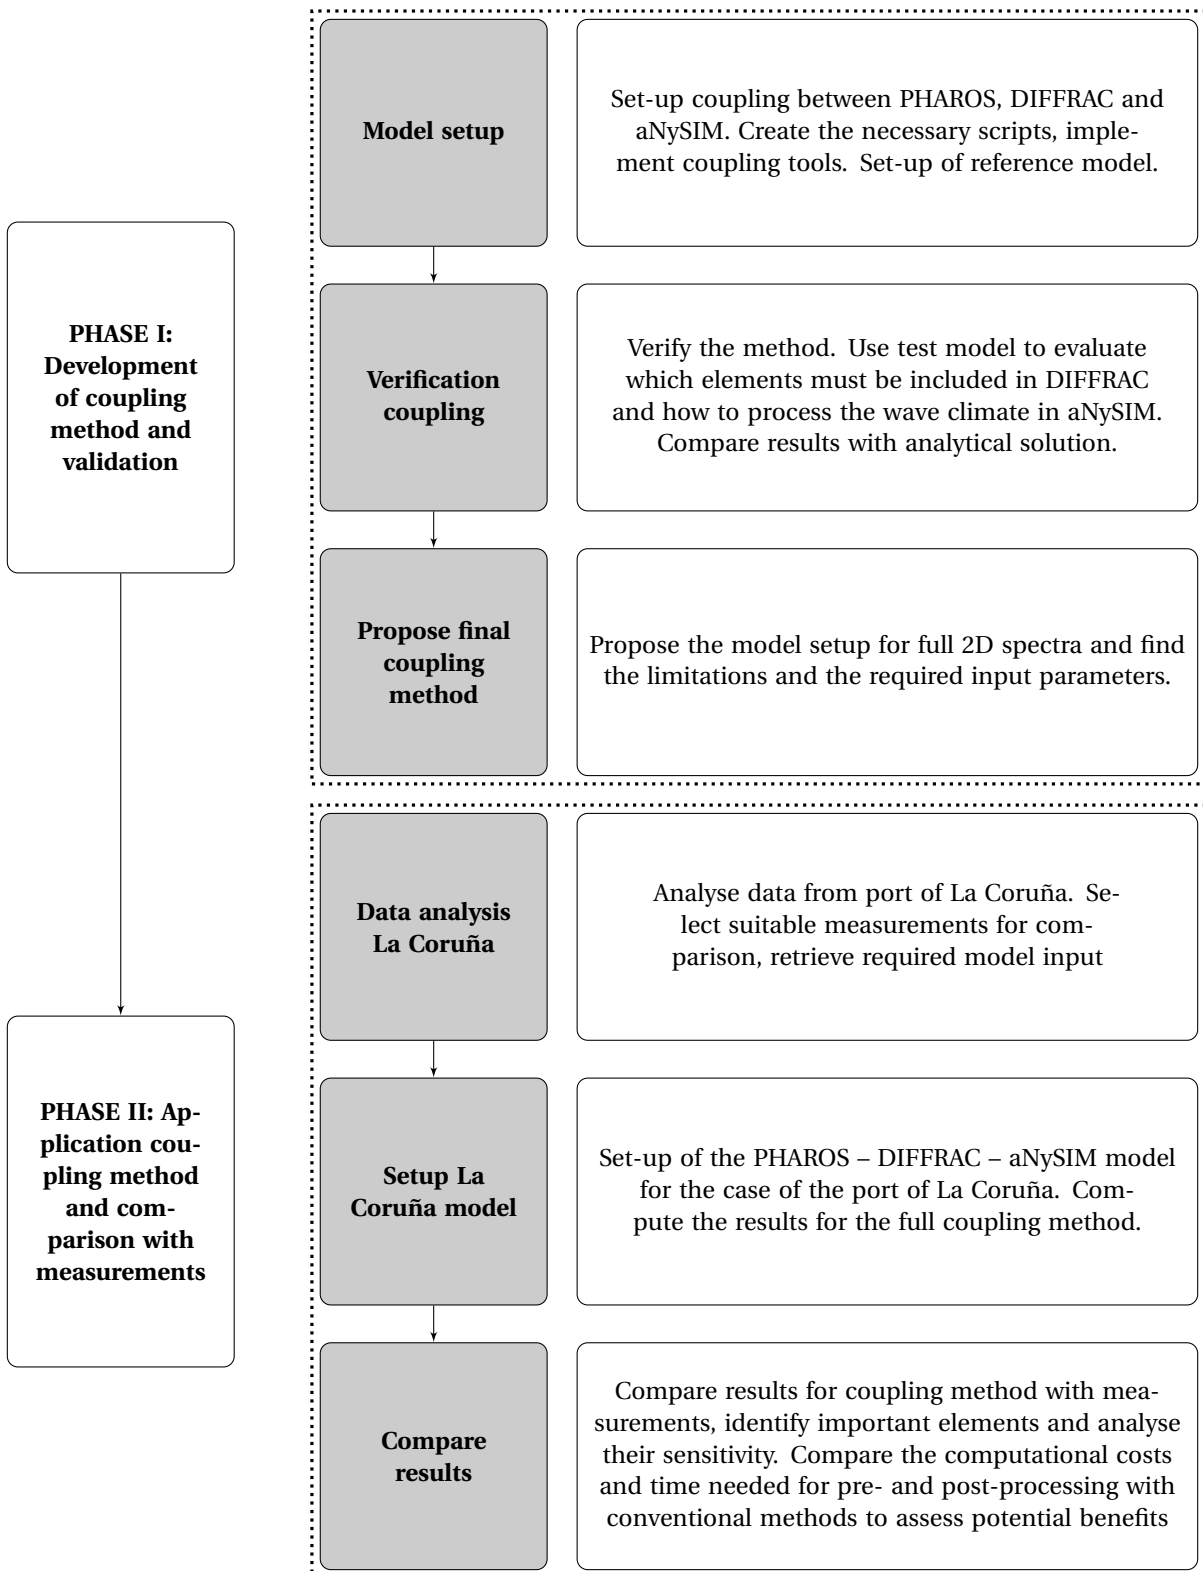 Model setup
Set-up coupling between PHAROS, DIFFRAC and
aNySIM. Create the necessary scripts, imple-
ment coupling tools. Set-up of reference model.
PHASE I:
Development
of coupling
method and
validation
Verification
coupling
Verify the method. Use test model to evaluate
which elements must be included in DIFFRAC
and how to process the wave climate in aNySIM.
Compare results with analytical solution.
Propose final
coupling
method
Propose the model setup for full 2D spectra and find
the limitations and the required input parameters.
Data analysis
La Coruña
Analyse data from port of La Coruña. Se-
lect suitable measurements for com-
parison, retrieve required model input
PHASE II: Ap-
plication cou-
pling method
and com-
parison with
measurements
Setup La
Coruña model
Set-up of the PHAROS – DIFFRAC – aNySIM model
for the case of the port of La Coruña. Com-
pute the results for the full coupling method.
Compare
results
Compare results for coupling method with mea-
surements, identify important elements and analyse
their sensitivity. Compare the computational costs
and time needed for pre- and post-processing with
conventional methods to assess potential benefits